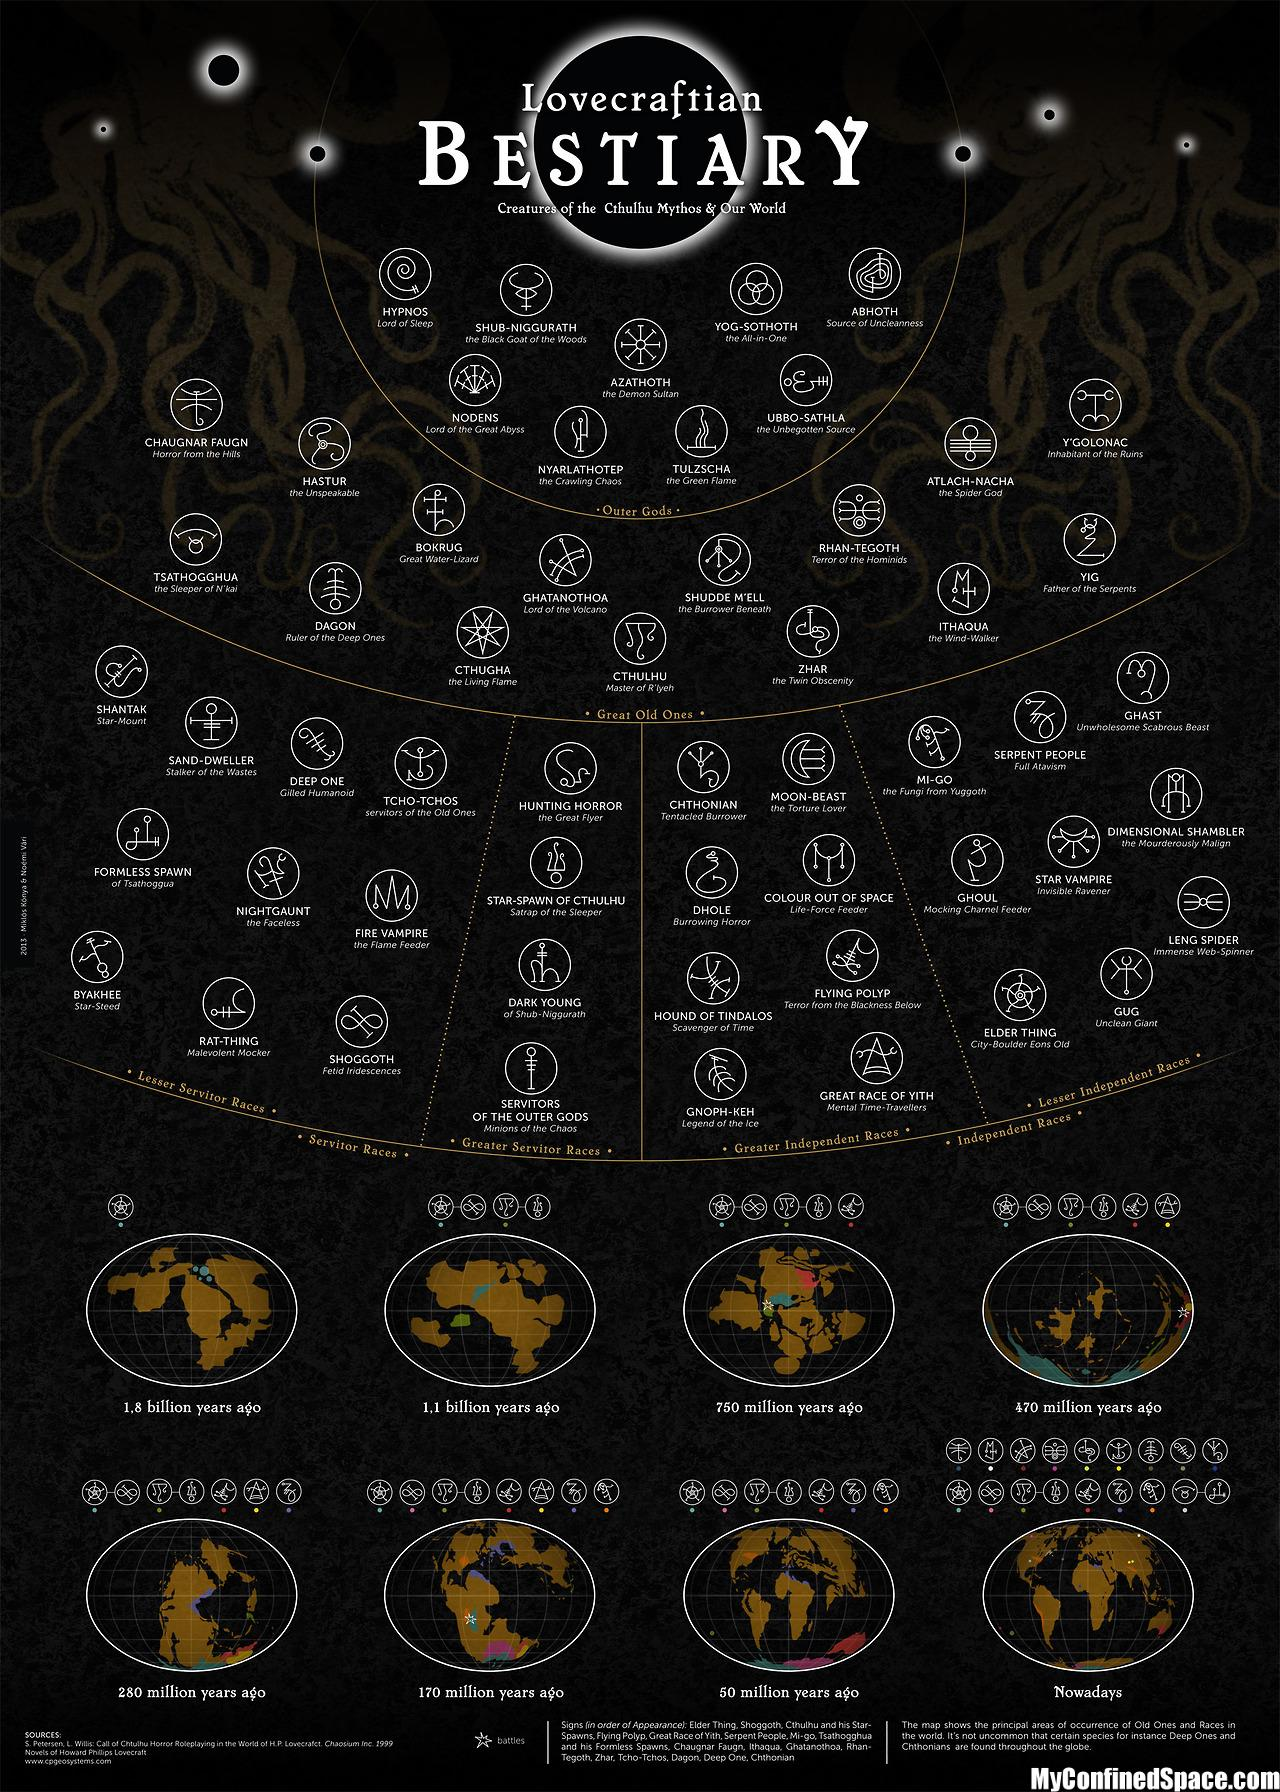 Lovecraftian
BESTIARY
Creatures of the Cthulhu Mythos & Our World
HYPNOS
Lord of Sleep
SHUB-NIGGURATH
the Black Goat of the Woods
YOG-SOTHOTH
the All-in-One
ABHOTH
Source of Uncleanness
AZATHOTH
the Demon Sultan
NODENS
Lord of the Great Abyss
UBBO-SATHLA
the Unbegotten Source
NYARLATHOTEP
the Crawling Chaos
TULZSCHA
the Green Flame
• Outer Gods •
CHAUGNAR FAUGN
Horror from the Hills
HASTUR
the Unspeakable
Y'GOLONAC
Inhabitant of the Ruins
ATLACH-NACHA
the Spider God
BOKRUG
Great Water-Lizard
RHAN-TEGOTH
Terror of the Hominids
TSATHOGGHUA
the Sleeper of N'kai
YIG
Father of the Serpents
GHATANOTHOA
Lord of the Volcano
SHUDDE M'ELL
the Burrower Beneath
DAGON
Ruler of the Deep Ones
ITHAQUA
the Wind-Walker
CTHUGHA
the Living Flame
CTHULHU
Master of R'lyeh
ZHAR
the Twin Obscenity
• Great Old Ones •
SHANTAK
Star-Mount
SAND-DWELLER
Stalker of the Wastes
DEEP ONE
Gilled Humanoid
TCHO-TCHOS
servitors of the Old Ones
FORMLESS SPAWN
of Tsathoggua
NIGHTGAUNT
the Faceless
FIRE VAMPIRE
the Flame Feeder
BYAKHEE
Star-Steed
RAT-THING
Malevolent Mocker
SHOGGOTH
Fetid Iridescences
HUNTING HORROR
the Great Flyer
STAR-SPAWN OF CTHULHU
Satrap of the Sleeper
DARK YOUNG
of Shub-Niggurath
SERVITORS
OF THE OUTER GODS
Minions of the Chaos
CHTHONIAN
Tentacled Burrower
MOON-BEAST
the Torture Lover
DHOLE
Burrowing Horror
COLOUR OUT OF SPACE
Life-Force Feeder
HOUND OF TINDALOS
Scavenger of Time
FLYING POLYP
Terror from the Blackness Below
GNOPH-KEH
Legend of the Ice
GREAT RACE OF YITH
Mental Time-Travellers
MI-GO
the Fungi from Yuggoth
SERPENT PEOPLE
Full Atavism
GHAST
Unwholesome Scabrous Beast
DIMENSIONAL SHAMBLER
the Mourderously Malign
STAR VAMPIRE
Invisible Ravener
GHOUL
Mocking Channel Feeder
LENG SPIDER
Immense Web-Spinner
GUG
Unclean Giant
ELDER THING
City-Boulder Eons Old
• Lesser Servitor Races •
• Servitor Races •
• Greater Servitor Races •
• Greater Independent Races •
• Independent Races •
• Lesser Independent Races •
2013 - Miklós Kónya & Noémi Vári
1,8 billion years ago
1,1 billion years ago
750 million years ago
470 million years ago
280 million years ago
170 million years ago
50 million years ago
Nowadays
SOURCES:
S. Petersen, L. Willis: Call of Chtulhu Horror Roleplaying in the World of H.P. Lovecrafct. Chaosium Inc. 1999
Novels of Howard Phillips Lovecraft
www.cpgeosystems.com
battles
Signs (in order of Appearance): Elder Thing, Shoggoth, Cthulhu and his Star-
Spawns, Flying Polyp, Great Race of Yith, Serpent People, Mi-go, Tsathogghua
and his Formless Spawns, Chaugnar Faugn, Ithaqua, Ghatanothoa, Rhan-
Tegoth, Zhar, Tcho-Tchos, Dagon, Deep One, Chthonian
The map shows the principal areas of occurrence of Old Ones and Races in
the world. It's not uncommon that certain species for instance Deep Ones and
Chthonians are found throughout the globe.
MyConfinedSpace.com